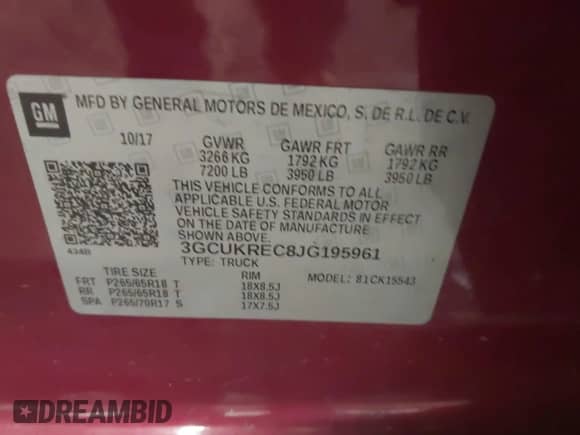 GM
MFD BY GENERAL MOTORS DE MEXICO, S. DE R.L. DE C.V.
10/17 GVWR GAWR FRT GAWR RR
3266 KG 1792 KG 1792 KG
7200 LB 3950 LB 3950 LB
THIS VEHICLE CONFORMS TO ALL
APPLICABLE U.S. FEDERAL MOTOR
VEHICLE SAFETY STANDARDS IN EFFECT
ON THE DATE OF MANUFACTURE
SHOWN ABOVE.
434B
3GCUKREC8JG195961
TYPE: TRUCK
TIRE SIZE RIM MODEL: 81CK15543
FRT P265/65R18 T 18X8.5J
RR P265/65R18 T 18X8.5J
SPA P265/70R17 S 17X7.5J
DREAMBID